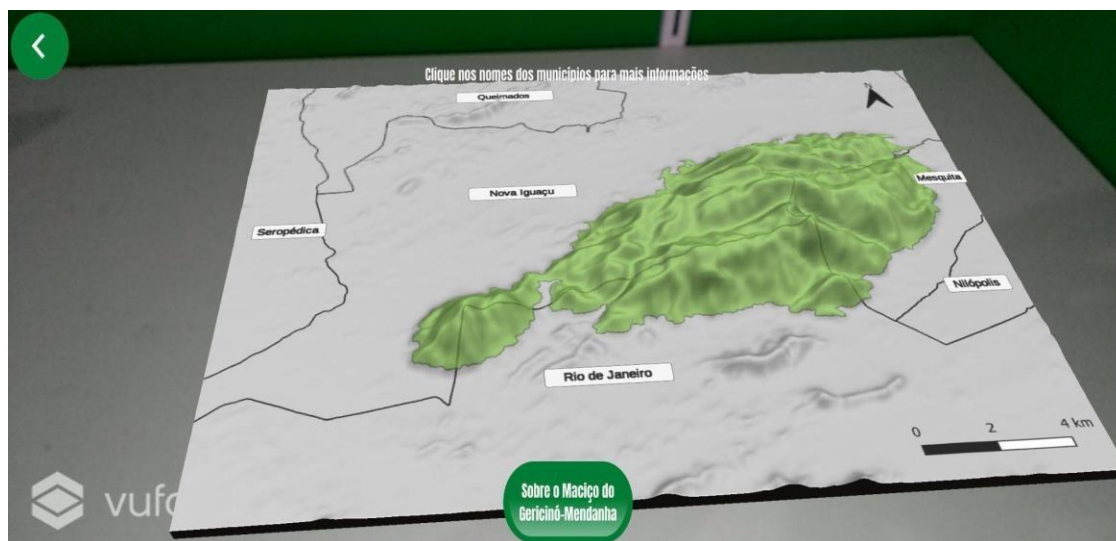 Clique nos nomes dos municípios para mais informações
Queimados
N
Nova Iguaçu
Mesquita
Seropédica
Nilópolis
Rio de Janeiro
0 2 4 km
Sobre o Maciço do
Gericinó-Mendanha